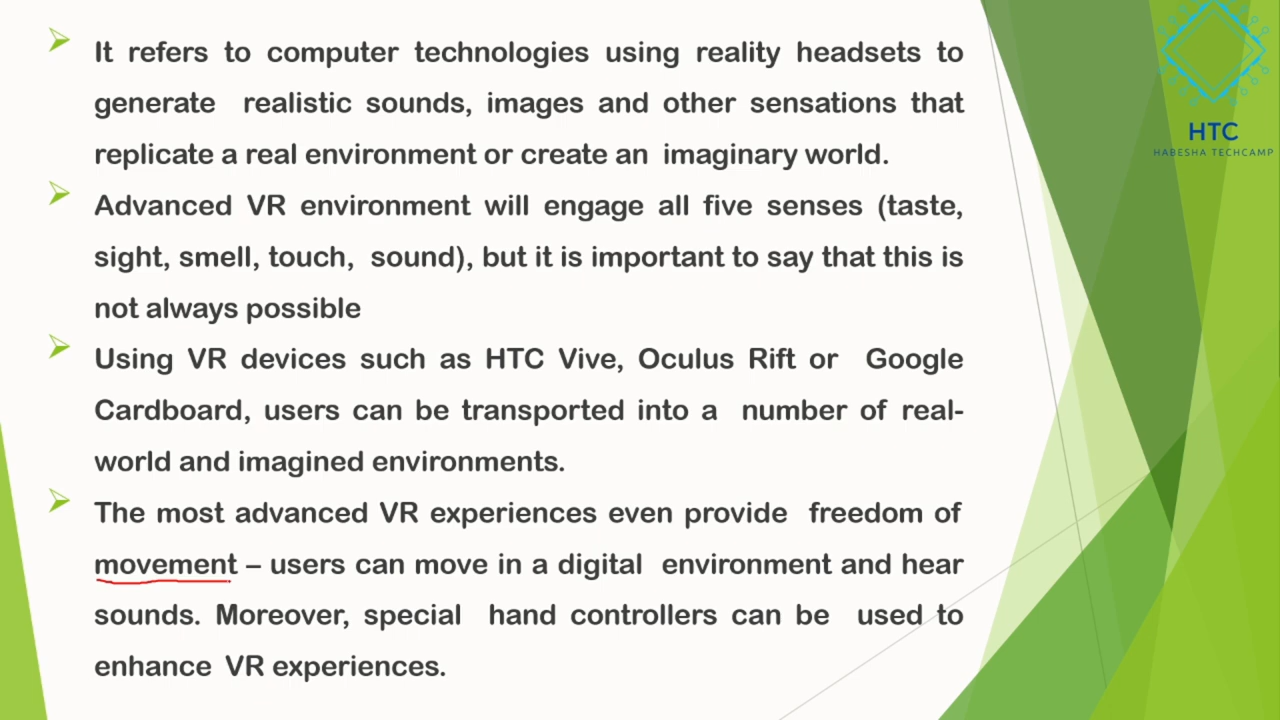 It refers to computer technologies using reality headsets to
generate realistic sounds, images and other sensations that
replicate a real environment or create an imaginary world.
Advanced VR environment will engage all five senses (taste,
sight, smell, touch, sound), but it is important to say that this is
not always possible
Using VR devices such as HTC Vive, Oculus Rift or Google
Cardboard, users can be transported into a number of real-
world and imagined environments.
The most advanced VR experiences even provide freedom of
movement – users can move in a digital environment and hear
sounds. Moreover, special hand controllers can be used to
enhance VR experiences.
HTC
HABESHA TECHCAMP